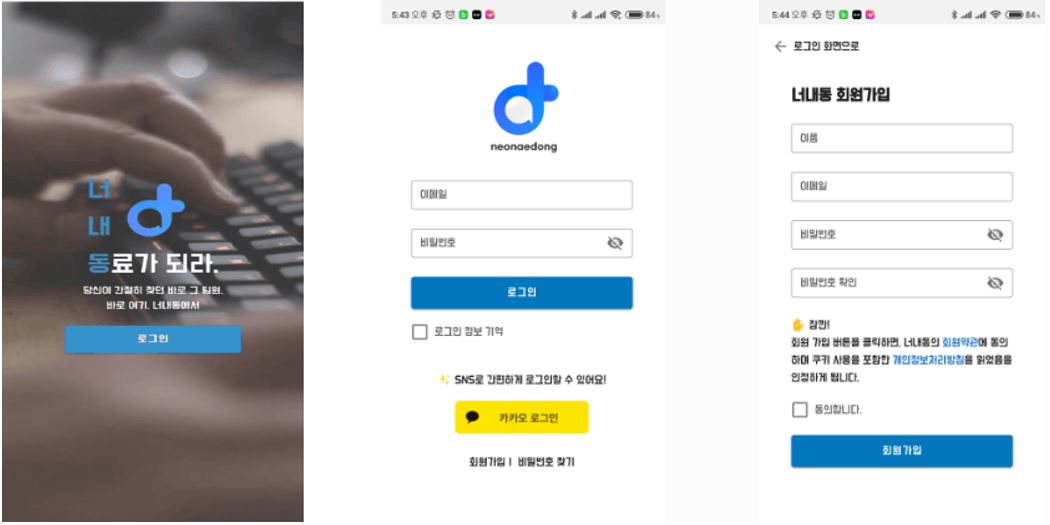 너
내
동료가 되라.
당신이 간절히 찾던 바로 그 팀원.
바로 여기. 너내동에서
로그인
5:43 오후
84%
neonaedong
이메일
비밀번호
로그인
로그인 정보 기억
SNS로 간편하게 로그인할 수 있어요!
카카오 로그인
회원가입 | 비밀번호 찾기
5:44 오후
84%
← 로그인 화면으로
너내동 회원가입
이름
이메일
비밀번호
비밀번호 확인
✋ 잠깐!
회원 가입 버튼을 클릭하면, 너내동의 회원약관에 동의
하며 쿠키 사용을 포함한 개인정보처리방침을 읽었음을
인정하게 됩니다.
동의합니다.
회원가입